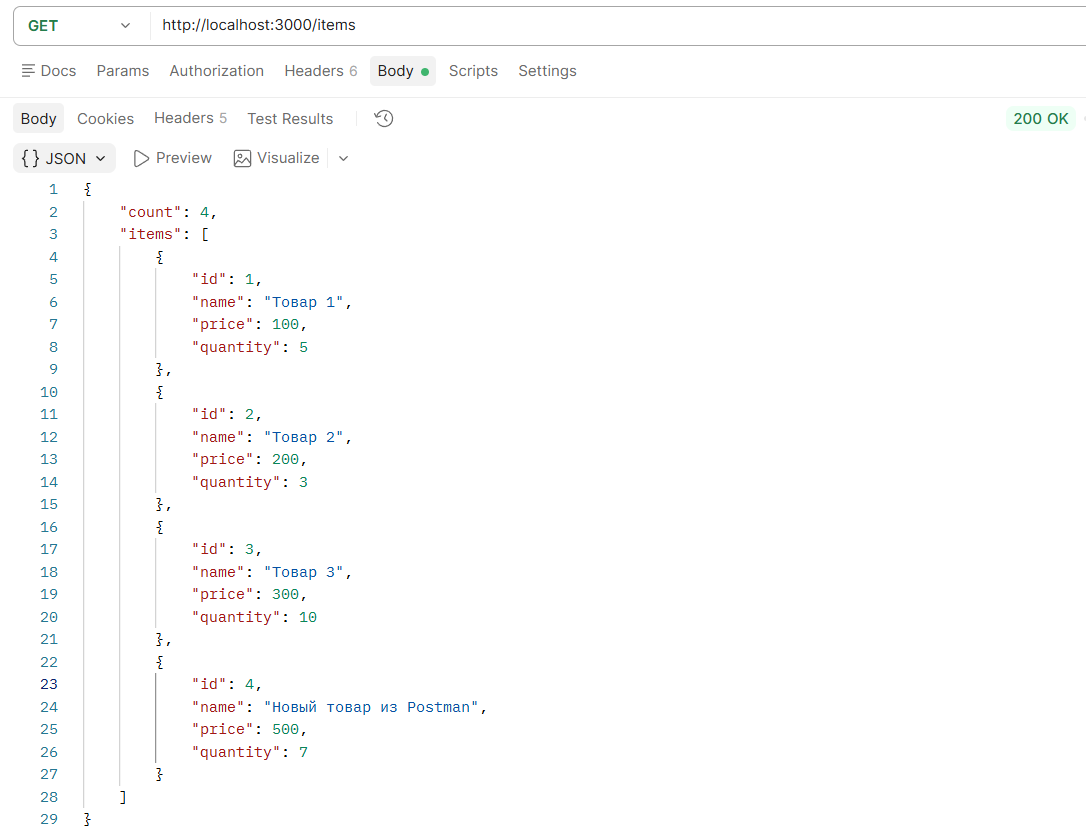 GET http://localhost:3000/items
Docs Params Authorization Headers 6 Body Scripts Settings
Body Cookies Headers 5 Test Results 200 OK
{} JSON Preview Visualize
1 {
2 "count": 4,
3 "items": [
4 {
5 "id": 1,
6 "name": "Товар 1",
7 "price": 100,
8 "quantity": 5
9 },
10 {
11 "id": 2,
12 "name": "Товар 2",
13 "price": 200,
14 "quantity": 3
15 },
16 {
17 "id": 3,
18 "name": "Товар 3",
19 "price": 300,
20 "quantity": 10
21 },
22 {
23 "id": 4,
24 "name": "Новый товар из Postman",
25 "price": 500,
26 "quantity": 7
27 }
28 ]
29 }